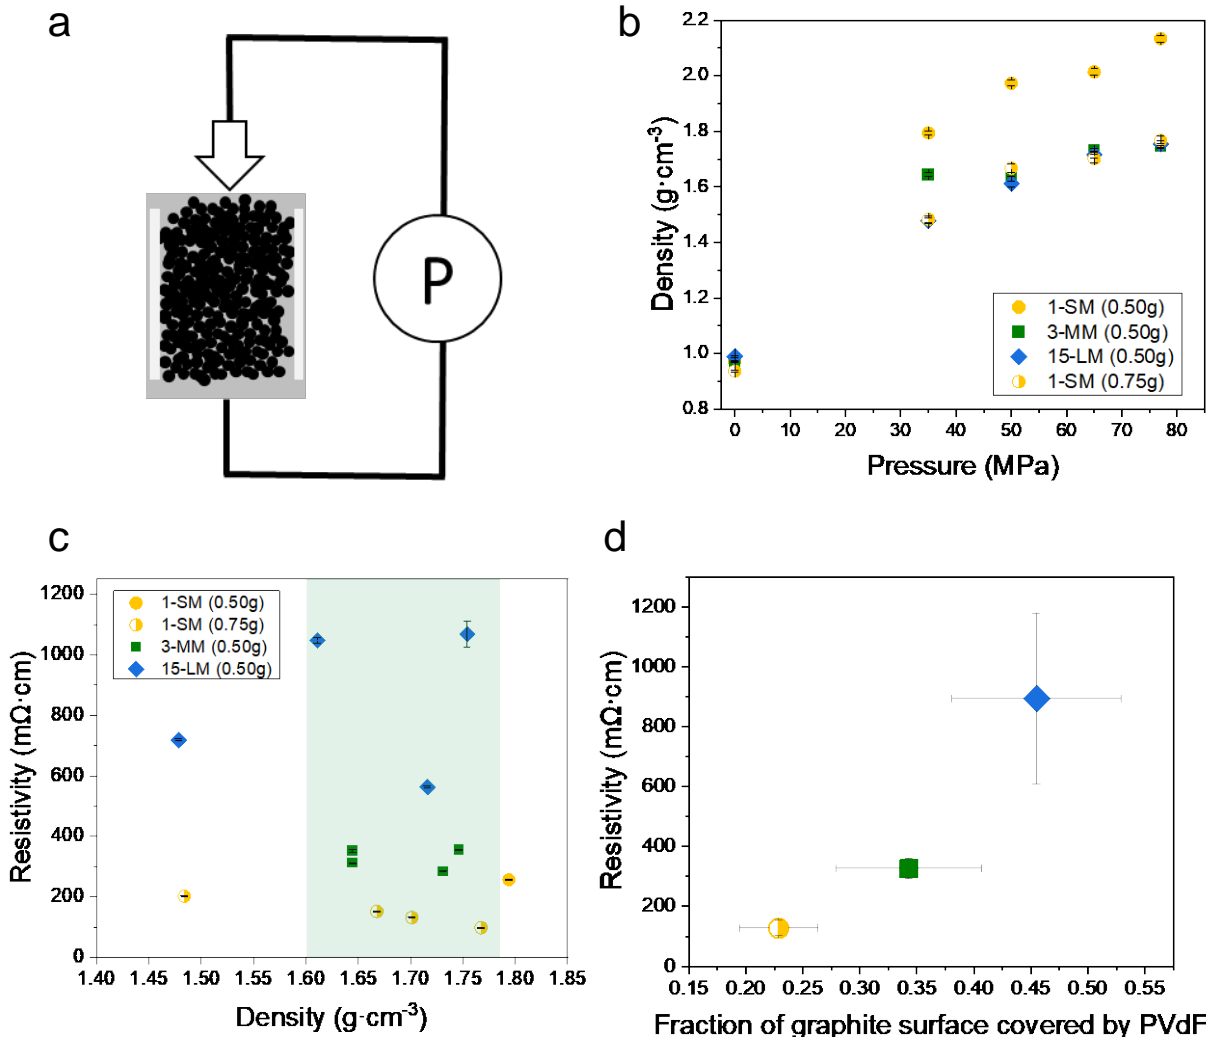 a
P
b
Density (g·cm-3)
2.2
2.0
1.8
1.6
1.4
1.2
1.0
0.8
1-SM (0.50g)
3-MM (0.50g)
15-LM (0.50g)
1-SM (0.75g)
0 10 20 30 40 50 60 70 80
Pressure (MPa)
c
Resistivity (mΩ·cm)
1200
1000
800
600
400
200
0
1-SM (0.50g)
1-SM (0.75g)
3-MM (0.50g)
15-LM (0.50g)
1.40 1.45 1.50 1.55 1.60 1.65 1.70 1.75 1.80 1.85
Density (g·cm-3)
d
Resistivity (mΩ·cm)
1200
1000
800
600
400
200
0
0.15 0.20 0.25 0.30 0.35 0.40 0.45 0.50 0.55
Fraction of graphite surface covered by PVdF